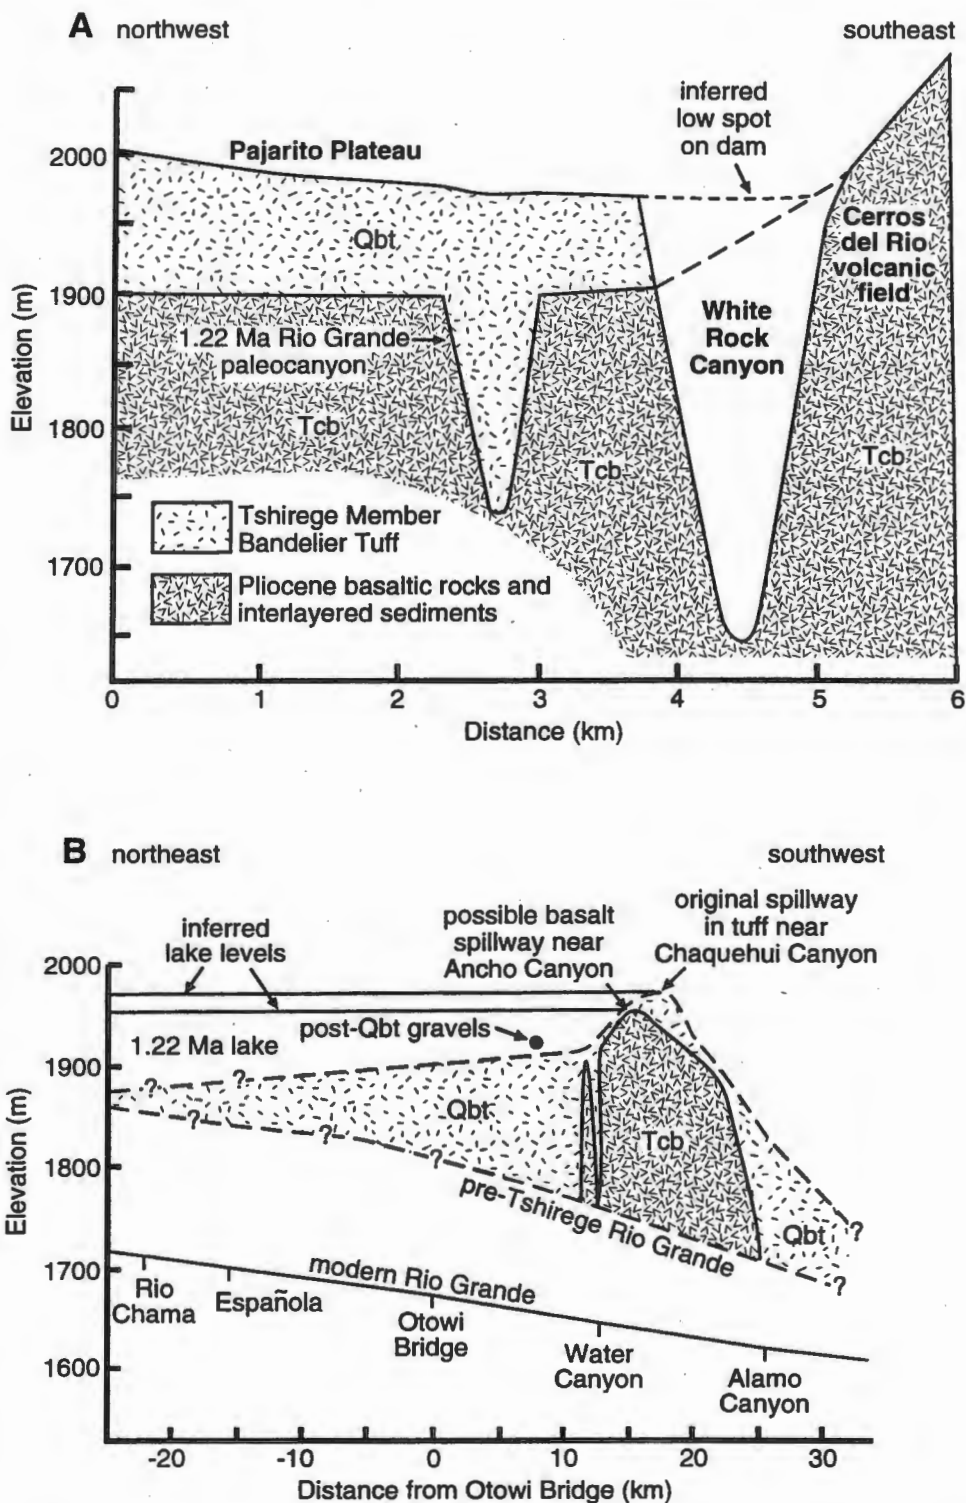 A northwest
southeast
inferred
low spot
on dam
2000
Pajarito Plateau
Qbt
Cerros
del Rio
volcanic
field
1900
White
Rock
Canyon
1.22 Ma Rio Grande
paleocanyon
Elevation (m)
1800
Tcb
Tcb
Tcb
Tshirege Member
Bandelier Tuff
1700
Pliocene basaltic rocks and
interlayered sediments
0 1 2 3 4 5 6
Distance (km)
B northeast
southwest
inferred
lake levels
possible basalt
spillway near
Ancho Canyon
original spillway
in tuff near
Chaquehui Canyon
2000
post-Qbt gravels
1.22 Ma lake
1900
? ?
Qbt
Tcb
? ? ?
Elevation (m)
1800
pre-Tshirege Rio Grande
Qbt
?
?
1700
modern Rio Grande
Rio
Chama
Española
Otowi
Bridge
Water
Canyon
Alamo
Canyon
1600
-20 -10 0 10 20 30
Distance from Otowi Bridge (km)